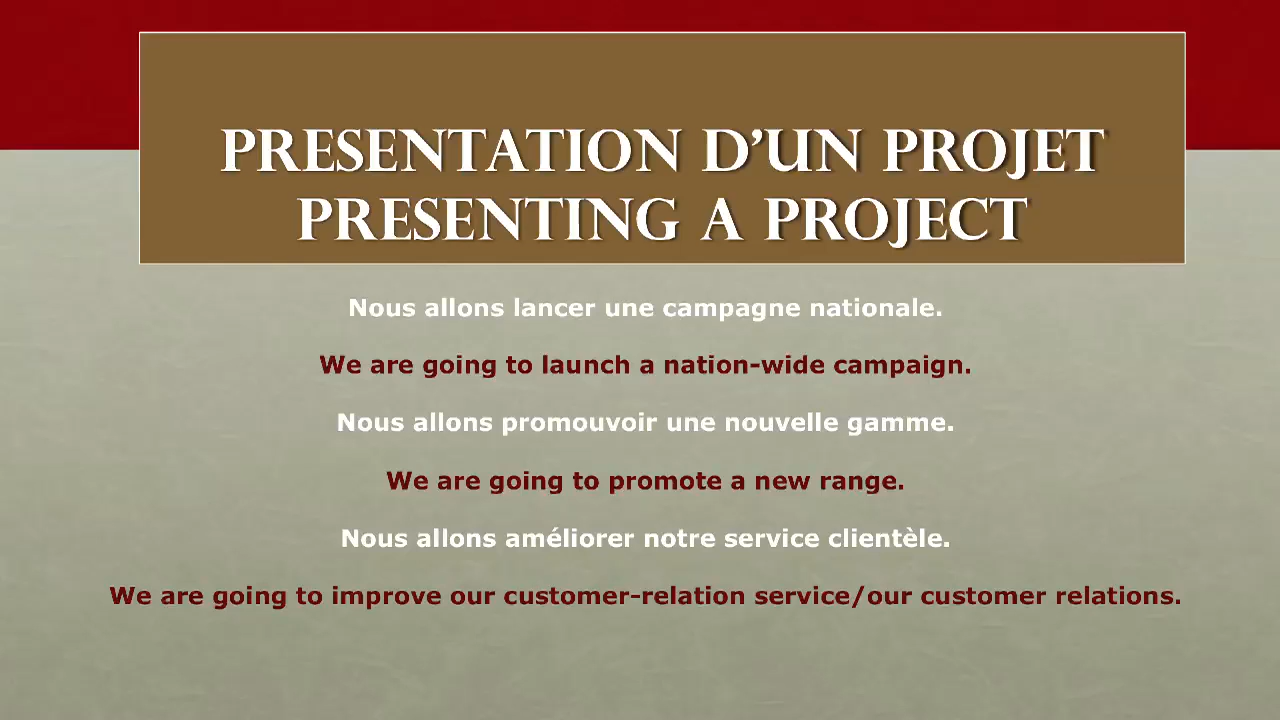 PRESENTATION D’UN PROJET
PRESENTING A PROJECT
Nous allons lancer une campagne nationale.
We are going to launch a nation-wide campaign.
Nous allons promouvoir une nouvelle gamme.
We are going to promote a new range.
Nous allons améliorer notre service clientèle.
We are going to improve our customer-relation service/our customer relations.